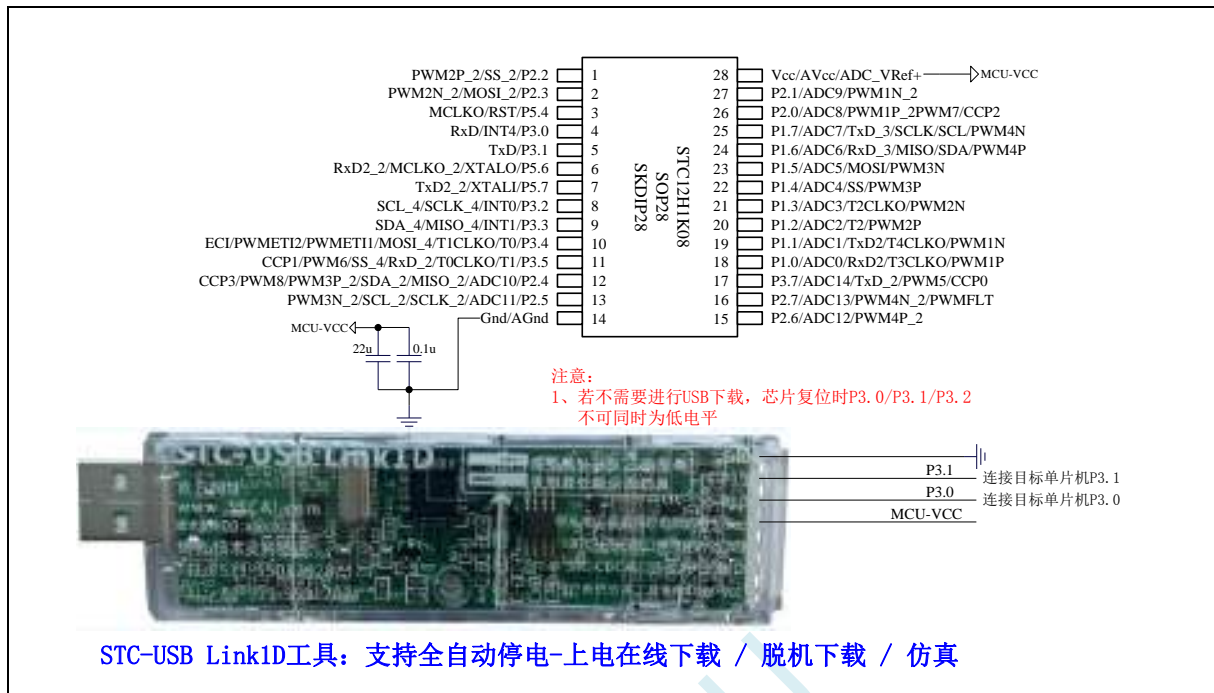 PWM2P_2/SS_2/P2.2 1 28 Vcc/AVcc/ADC_VRef+ MCU-VCC
PWM2N_2/MOSI_2/P2.3 2 27 P2.1/ADC9/PWM1N_2
MCLKO/RST/P5.4 3 26 P2.0/ADC8/PWM1P_2PWM7/CCP2
RxD/INT4/P3.0 4 25 P1.7/ADC7/TxD_3/SCLK/SCL/PWM4N
TxD/P3.1 5 24 P1.6/ADC6/RxD_3/MISO/SDA/PWM4P
RxD2_2/MCLKO_2/XTALO/P5.6 6 23 P1.5/ADC5/MOSI/PWM3N
TxD2_2/XTALI/P5.7 7 22 P1.4/ADC4/SS/PWM3P
SCL_4/SCLK_4/INT0/P3.2 8 21 P1.3/ADC3/T2CLKO/PWM2N
SDA_4/MISO_4/INT1/P3.3 9 20 P1.2/ADC2/T2/PWM2P
ECI/PWMETI2/PWMETI1/MOSI_4/T1CLKO/T0/P3.4 10 19 P1.1/ADC1/TxD2/T4CLKO/PWM1N
CCP1/PWM6/SS_4/RxD_2/T0CLKO/T1/P3.5 11 18 P1.0/ADC0/RxD2/T3CLKO/PWM1P
CCP3/PWM8/PWM3P_2/SDA_2/MISO_2/ADC10/P2.4 12 17 P3.7/ADC14/TxD_2/PWM5/CCP0
PWM3N_2/SCL_2/SCLK_2/ADC11/P2.5 13 16 P2.7/ADC13/PWM4N_2/PWMFLT
Gnd/AGnd 14 15 P2.6/ADC12/PWM4P_2
STC12H1K08
SOP28
SKDIP28
MCU-VCC
22u 0.1u
注意：
1、若不需要进行USB下载，芯片复位时P3.0/P3.1/P3.2
不可同时为低电平
STC-USB Link1D
P3.1 连接目标单片机P3.1
P3.0 连接目标单片机P3.0
MCU-VCC
STC-USB Link1D工具：支持全自动停电-上电在线下载 / 脱机下载 / 仿真